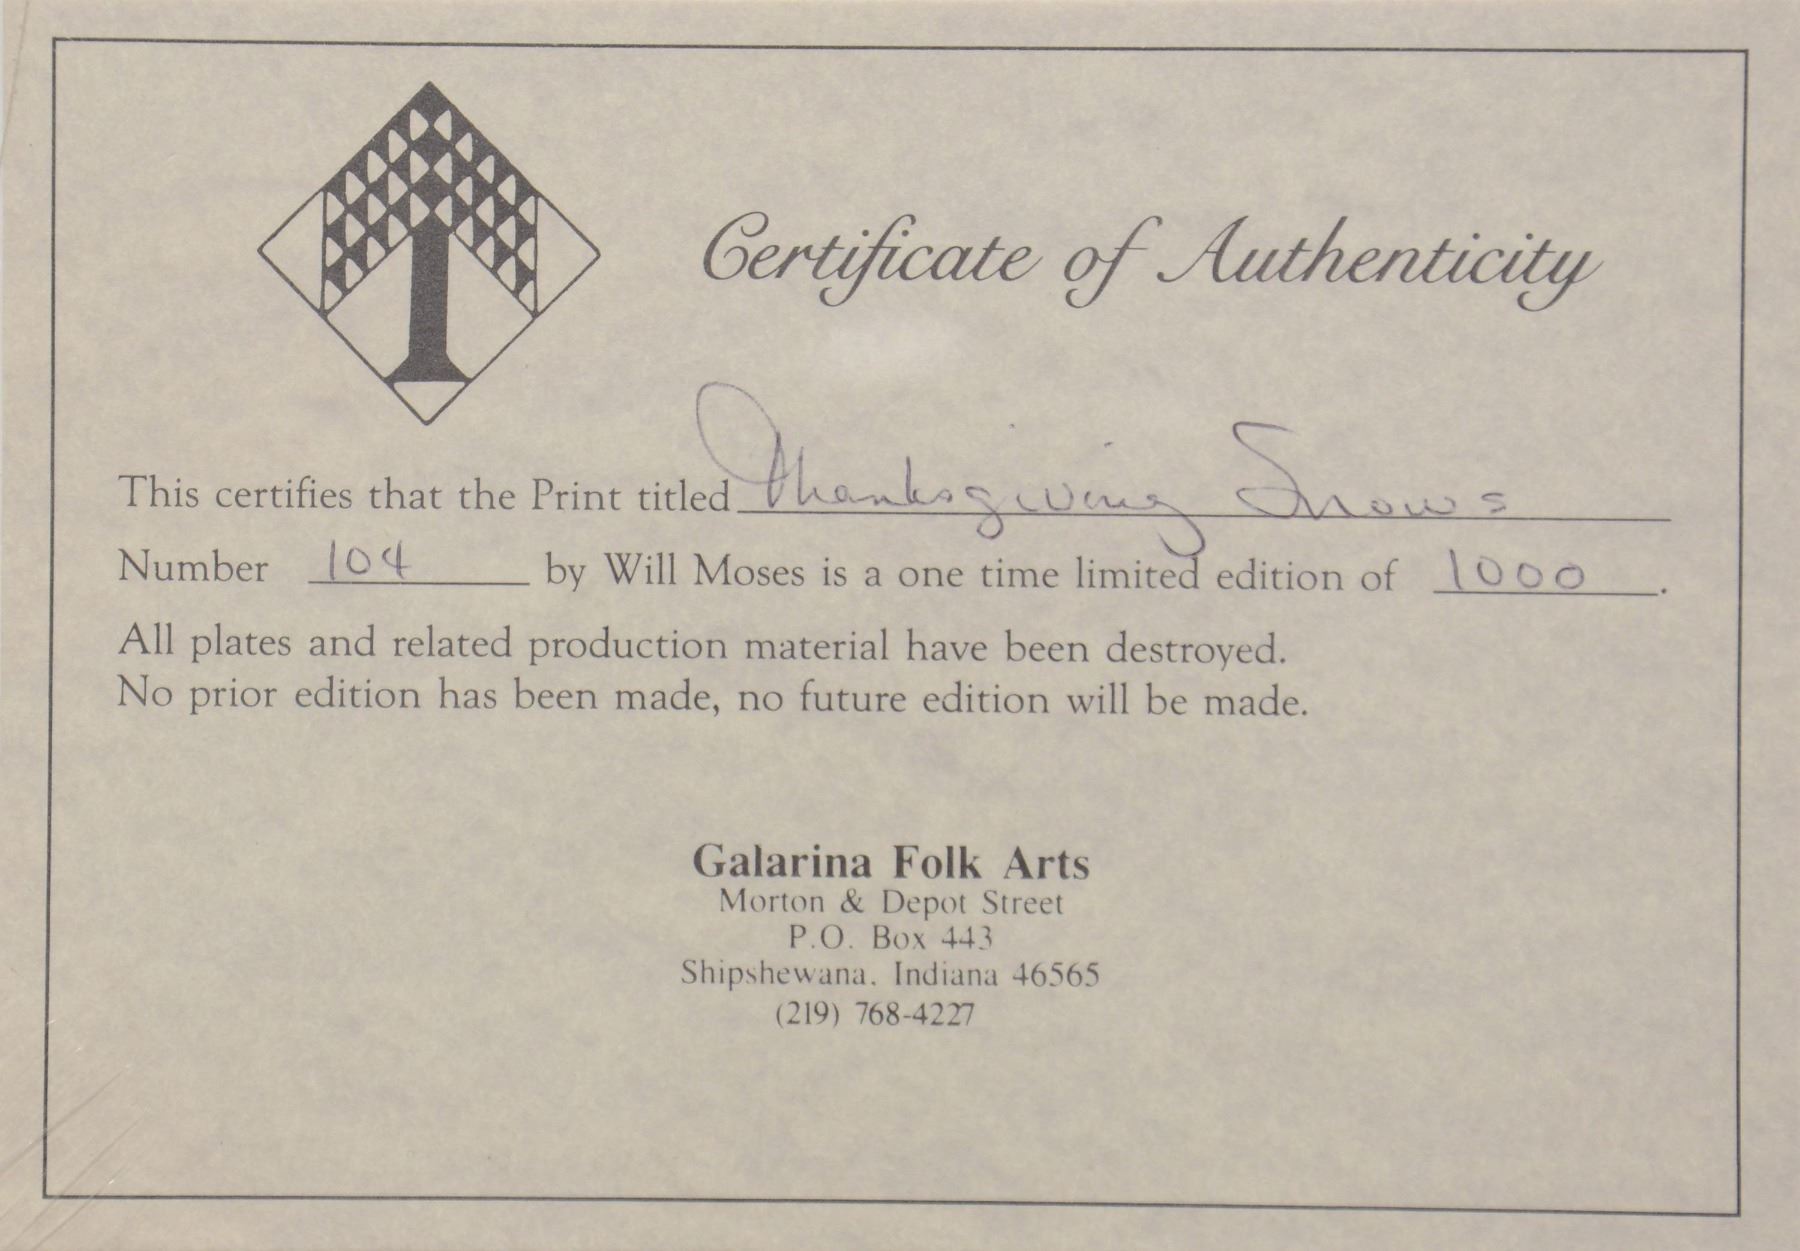 Certificate of Authenticity
This certifies that the Print titled Thanksgiving Snows
Number 104 by Will Moses is a one time limited edition of 1000.
All plates and related production material have been destroyed.
No prior edition has been made, no future edition will be made.
Galarina Folk Arts
Morton & Depot Street
P.O. Box 443
Shipshewana, Indiana 46565
(219) 768-4227